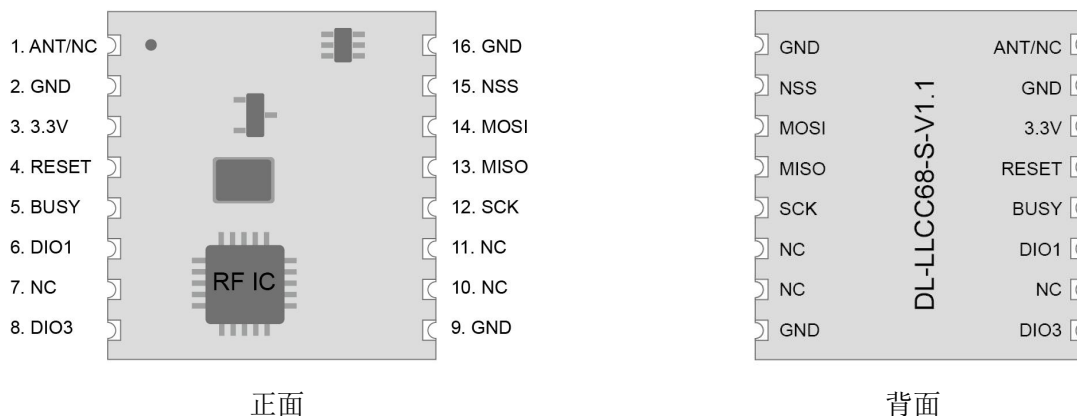 1. ANT/NC
2. GND
3. 3.3V
4. RESET
5. BUSY
6. DIO1
7. NC
8. DIO3
RF IC
16. GND
15. NSS
14. MOSI
13. MISO
12. SCK
11. NC
10. NC
9. GND
正面
GND
NSS
MOSI
MISO
SCK
NC
NC
GND
DL-LLCC68-S-V1.1
ANT/NC
GND
3.3V
RESET
BUSY
DIO1
NC
DIO3
背面